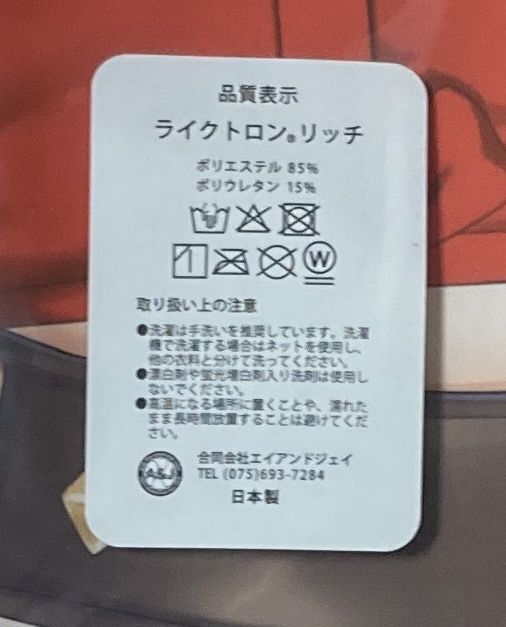 品質表示
ライクトロン®リッチ
ポリエステル 85%
ポリウレタン 15%
W
取り扱い上の注意
●洗濯は手洗いを推奨しています。洗濯
機で洗濯する場合はネットを使用し、
他の衣料と分けて洗ってください。
●漂白剤や蛍光増白剤入り洗剤は使用し
ないでください。
●高温になる場所に置くことや、濡れた
まま長時間放置することは避けてくだ
さい。
A&J
合同会社エイアンドジェイ
TEL (075)693-7284
日本製